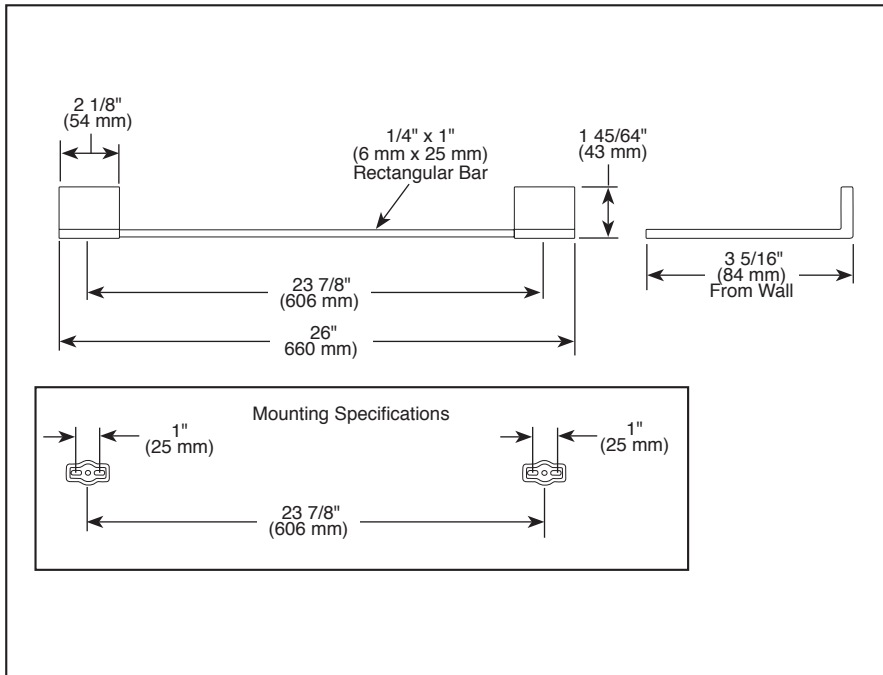 2 1/8"
(54 mm)
1/4" x 1"
(6 mm x 25 mm)
Rectangular Bar
1 45/64"
(43 mm)
23 7/8"
(606 mm)
26"
660 mm)
3 5/16"
(84 mm)
From Wall
Mounting Specifications
1"
(25 mm)
1"
(25 mm)
23 7/8"
(606 mm)